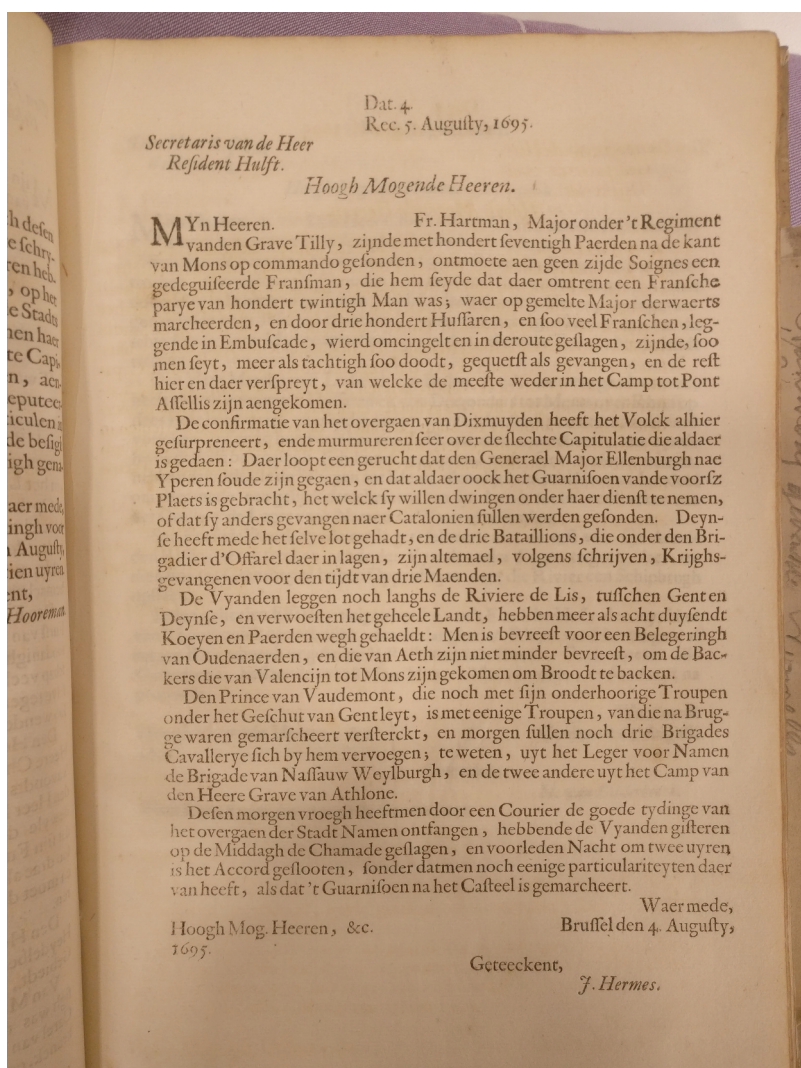 Dat. 4.
Rec. 5. Augusty, 1695.
Secretaris van de Heer
Resident Hulft.
Hoogh Mogende Heeren.
MYn Heeren. Fr. Hartman, Major onder 't Regiment
vanden Grave Tilly, zijnde met hondert ſeventigh Paerden na de kant
van Mons op commando geſonden, ontmoete aen geen zijde Soignes een
gedeguiſeerde Franſman, die hem ſeyde dat daer omtrent een Franſche
parye van hondert twintigh Man was; waer op gemelte Major derwaerts
marcheerden, en door drie hondert Huſſaren, en ſoo veel Franſchen, leg-
gende in Embuſcade, wierd omcingelt en in deroute geſlagen, zijnde, ſoo
men ſeyt, meer als tachtigh ſoo doodt, gequetſt als gevangen, en de reſt
hier en daer verſpreyt, van welcke de meeſte weder in het Camp tot Pont
Aſſellis zijn aengekomen.
De confirmatie van het overgaen van Dixmuyden heeft het Volck alhier
geſurpreneert, ende murmureren ſeer over de ſlechte Capitulatie die aldaer
is gedaen: Daer loopt een gerucht dat den Generael Major Ellenburgh nae
Yperen ſoude zijn gegaen, en dat aldaer oock het Guarniſoen vande voorſz
Plaets is gebracht, het welck ſy willen dwingen onder haer dienſt te nemen,
of dat ſy anders gevangen naer Catalonien ſullen werden geſonden. Deyn-
ſe heeft mede het ſelve lot gehadt, en de drie Bataillions, die onder den Bri-
gadier d'Offarel daer in lagen, zijn altemael, volgens ſchrijven, Krijghs-
gevangenen voor den tijdt van drie Maenden.
De Vyanden leggen noch langhs de Riviere de Lis, tuſſchen Gent en
Deynſe, en verwoeſten het geheele Landt, hebben meer als acht duyſendt
Koeyen en Paerden wegh gehaeldt: Men is bevreeſt voor een Belegeringh
van Oudenaerden, en die van Aeth zijn niet minder bevreeſt, om de Bac-
kers die van Valencijn tot Mons zijn gekomen om Broodt te backen.
Den Prince van Vaudemont, die noch met ſijn onderhoorige Troupen
onder het Geſchut van Gent leyt, is met eenige Troupen, van die na Brug-
ge waren gemarſcheert verſterckt, en morgen ſullen noch drie Brigades
Cavallerye ſich by hem vervoegen; te weten, uyt het Leger voor Namen
de Brigade van Naſſauw Weylburgh, en de twee andere uyt het Camp van
den Heere Grave van Athlone.
Deſen morgen vroegh heeftmen door een Courier de goede tydinge van
het overgaen der Stadt Namen ontfangen, hebbende de Vyanden giſteren
op de Middagh de Chamade geſlagen, en voorleden Nacht om twee uyren
is het Accord geſlooten, ſonder datmen noch eenige particulariteyten daer
van heeft, als dat 't Guarniſoen na het Caſteel is gemarcheert.
Waer mede,
Hoogh Mog. Heeren, &c. Bruſſel den 4. Auguſty,
1695.
Geteeckent,
J. Hermes.